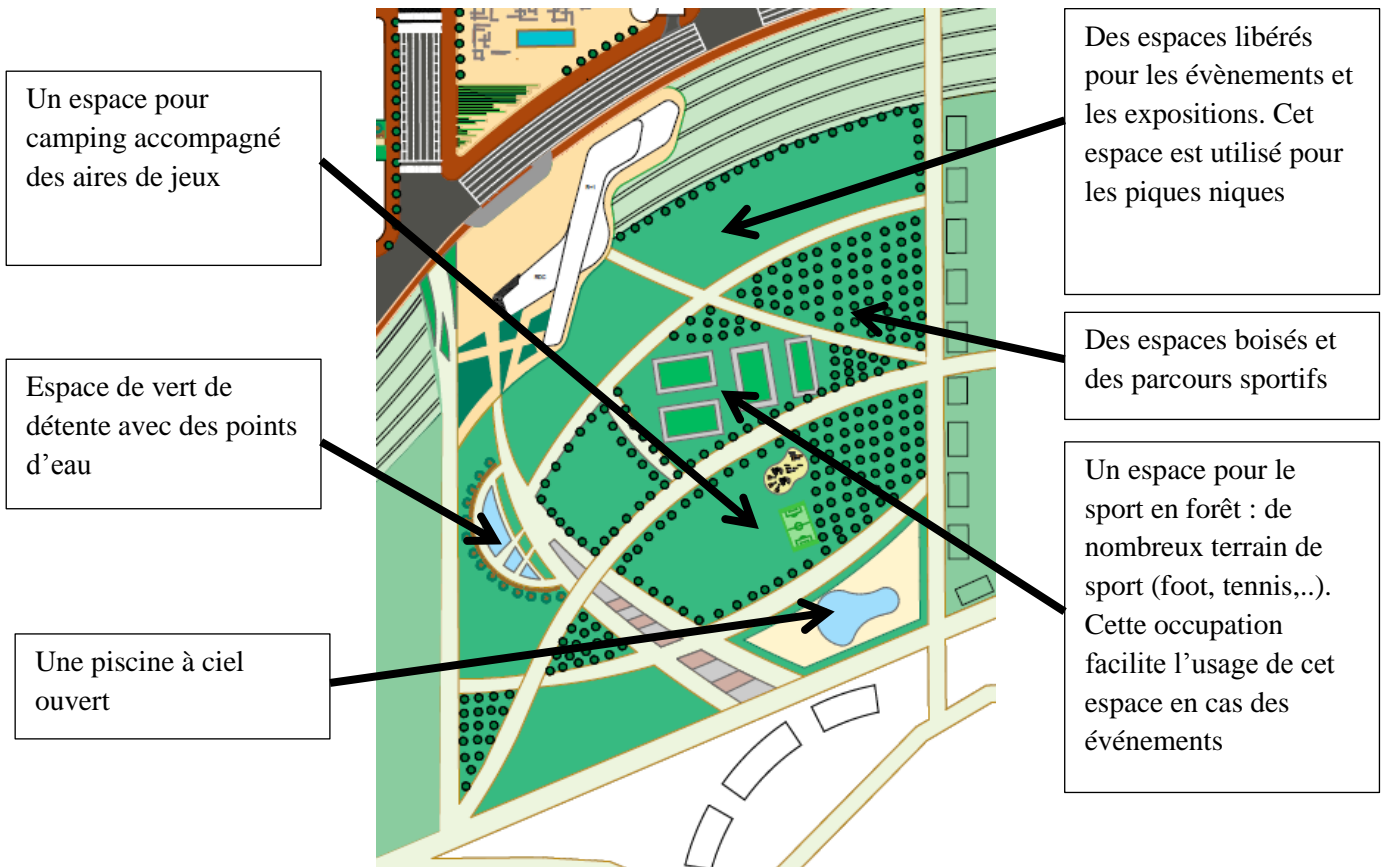 Un espace pour
camping accompagné
des aires de jeux
Espace de vert de
détente avec des points
d’eau
Une piscine à ciel
ouvert
R+1
RDC
Des espaces libérés
pour les évènements et
les expositions. Cet
espace est utilisé pour
les piques niques
Des espaces boisés et
des parcours sportifs
Un espace pour le
sport en forêt : de
nombreux terrain de
sport (foot, tennis,..).
Cette occupation
facilite l’usage de cet
espace en cas des
événements